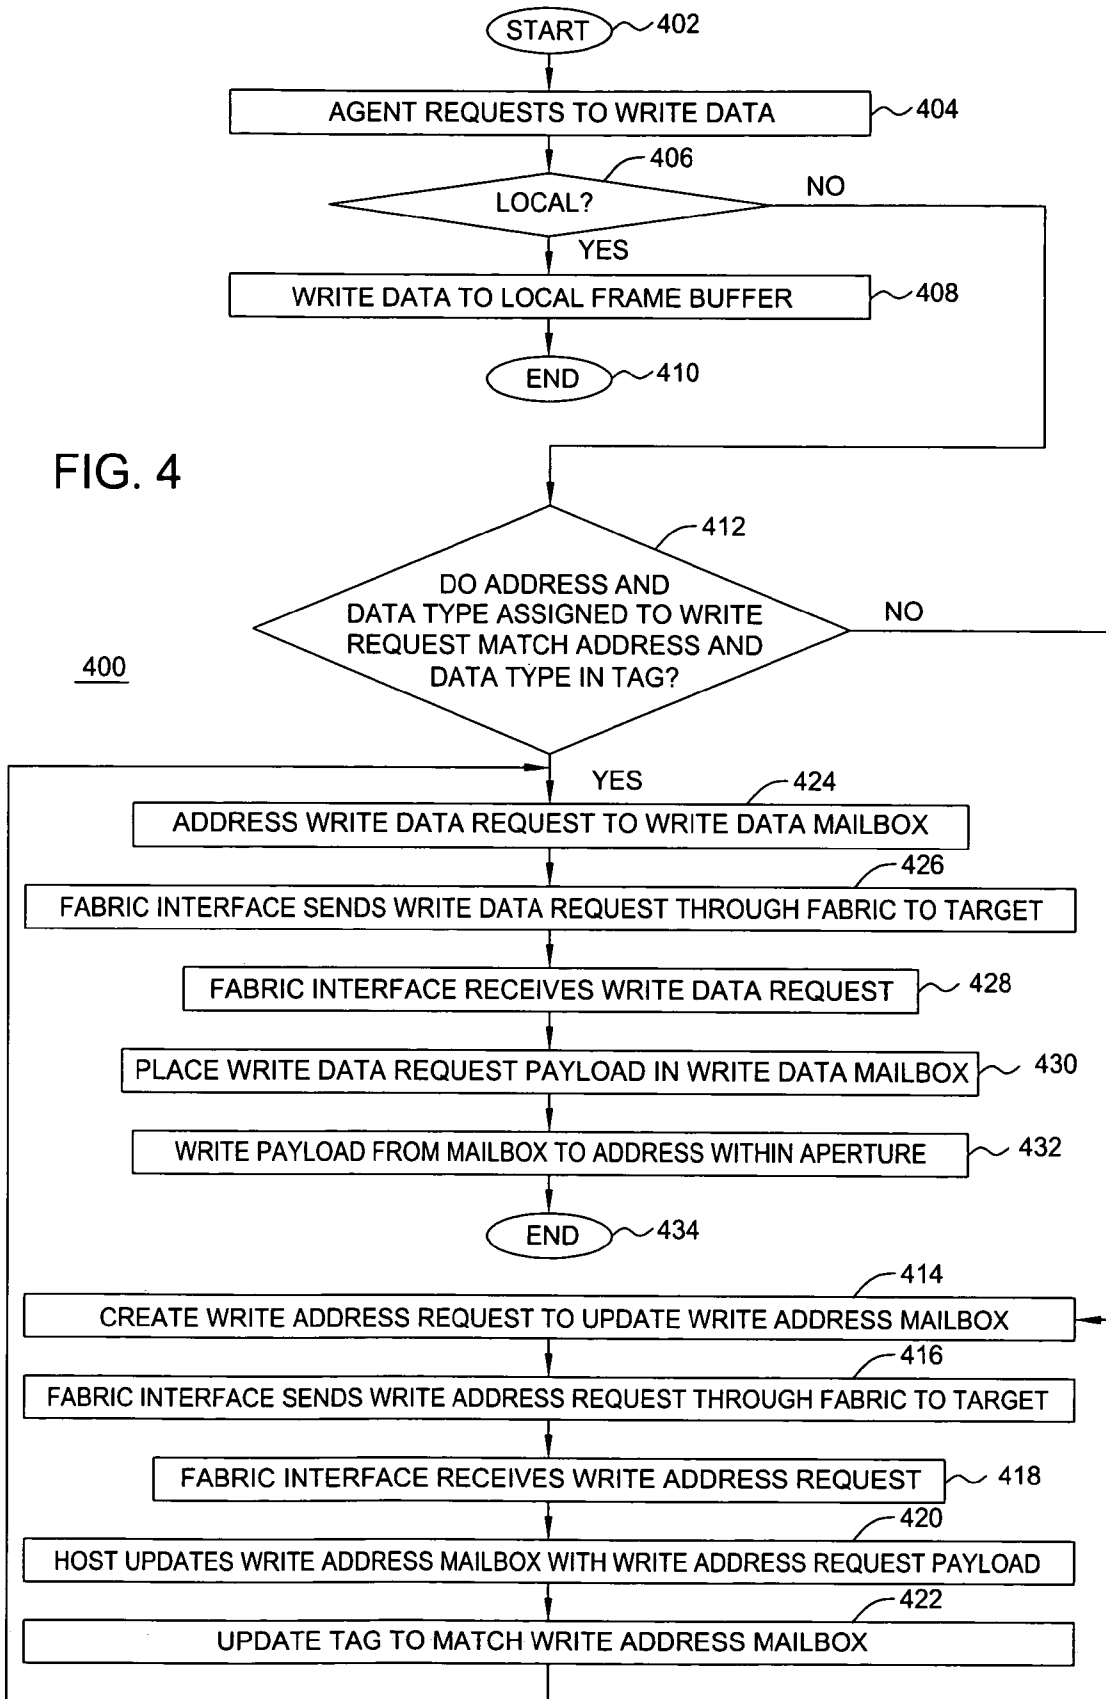 START
402
AGENT REQUESTS TO WRITE DATA
404
406
LOCAL?
NO
YES
WRITE DATA TO LOCAL FRAME BUFFER
408
END
410
FIG. 4
412
DO ADDRESS AND
DATA TYPE ASSIGNED TO WRITE
REQUEST MATCH ADDRESS AND
DATA TYPE IN TAG?
NO
400
YES
424
ADDRESS WRITE DATA REQUEST TO WRITE DATA MAILBOX
426
FABRIC INTERFACE SENDS WRITE DATA REQUEST THROUGH FABRIC TO TARGET
FABRIC INTERFACE RECEIVES WRITE DATA REQUEST
428
PLACE WRITE DATA REQUEST PAYLOAD IN WRITE DATA MAILBOX
430
WRITE PAYLOAD FROM MAILBOX TO ADDRESS WITHIN APERTURE
432
END
434
414
CREATE WRITE ADDRESS REQUEST TO UPDATE WRITE ADDRESS MAILBOX
416
FABRIC INTERFACE SENDS WRITE ADDRESS REQUEST THROUGH FABRIC TO TARGET
FABRIC INTERFACE RECEIVES WRITE ADDRESS REQUEST
418
420
HOST UPDATES WRITE ADDRESS MAILBOX WITH WRITE ADDRESS REQUEST PAYLOAD
422
UPDATE TAG TO MATCH WRITE ADDRESS MAILBOX